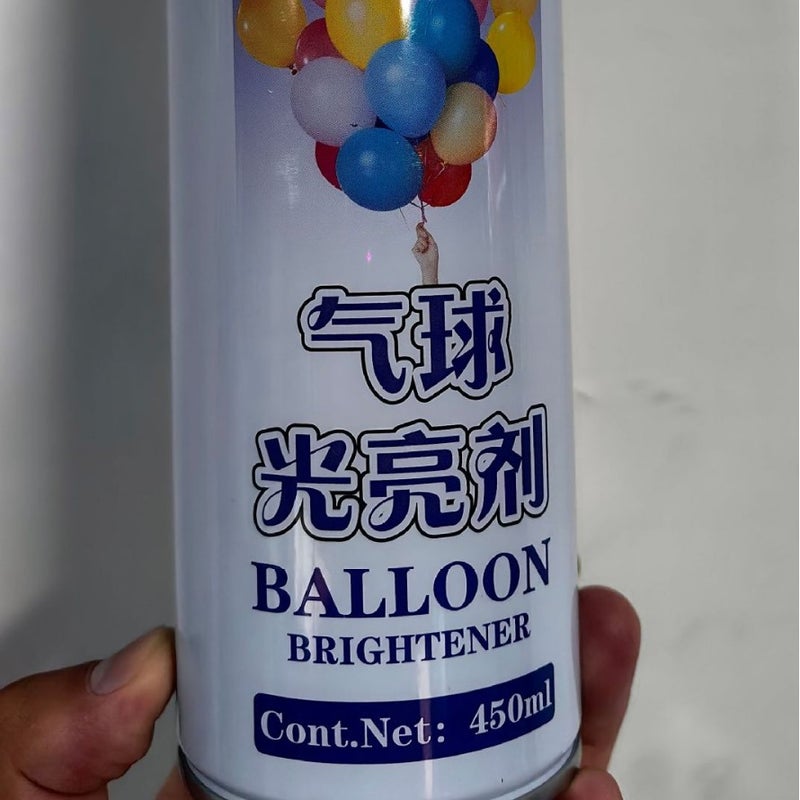 气球
光亮剂
BALLOON
BRIGHTENER
Cont.Net: 450ml